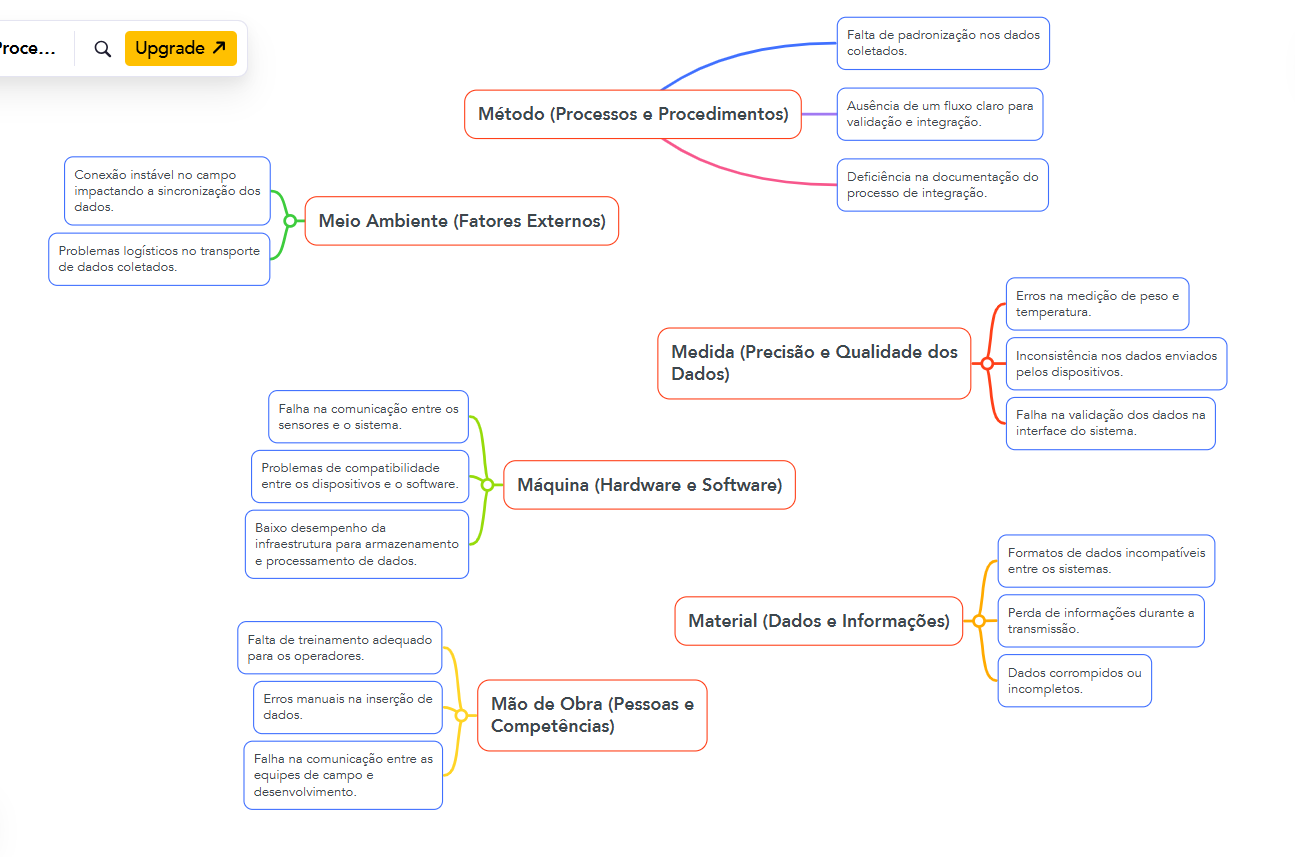 Proce...
Upgrade
Falta de padronização nos dados
coletados.
Método (Processos e Procedimentos)
Ausência de um fluxo claro para
validação e integração.
Deficiência na documentação do
processo de integração.
Conexão instável no campo
impactando a sincronização dos
dados.
Meio Ambiente (Fatores Externos)
Problemas logísticos no transporte
de dados coletados.
Erros na medição de peso e
temperatura.
Medida (Precisão e Qualidade dos
Dados)
Inconsistência nos dados enviados
pelos dispositivos.
Falha na validação dos dados na
interface do sistema.
Falha na comunicação entre os
sensores e o sistema.
Problemas de compatibilidade
entre os dispositivos e o software.
Máquina (Hardware e Software)
Baixo desempenho da
infraestrutura para armazenamento
e processamento de dados.
Formatos de dados incompatíveis
entre os sistemas.
Material (Dados e Informações)
Perda de informações durante a
transmissão.
Dados corrompidos ou
incompletos.
Falta de treinamento adequado
para os operadores.
Erros manuais na inserção de
dados.
Mão de Obra (Pessoas e
Competências)
Falha na comunicação entre as
equipes de campo e
desenvolvimento.